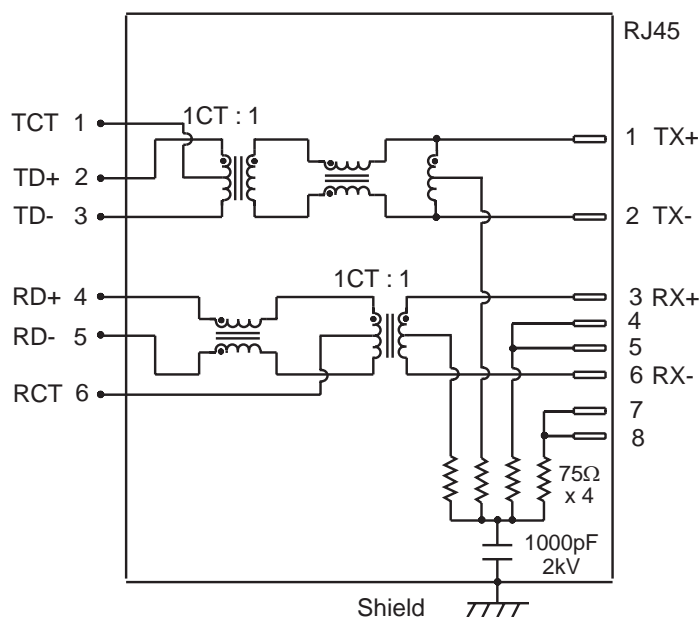 RJ45
TCT 1
1CT : 1
1 TX+
TD+ 2
TD- 3
2 TX-
1CT : 1
RD+ 4
3 RX+
4
RD- 5
5
RCT 6
6 RX-
7
8
75Ω
x 4
1000pF
2kV
Shield